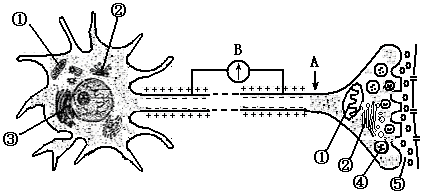 ① ② B A
③ ① ② ④ ⑤
+ + + + + + + + + + + + + + + + +
+ + + + + + + + + + + + + + + + +